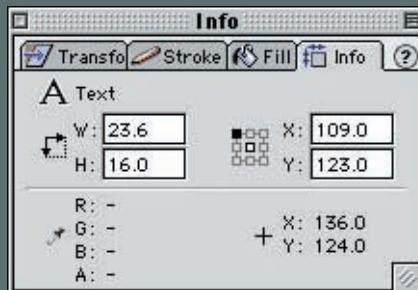 Info
Transfo Stroke Fill Info ?
A Text
W: 23.6 X: 109.0
H: 16.0 Y: 123.0
R: -
G: - X: 136.0
B: - Y: 124.0
A: -